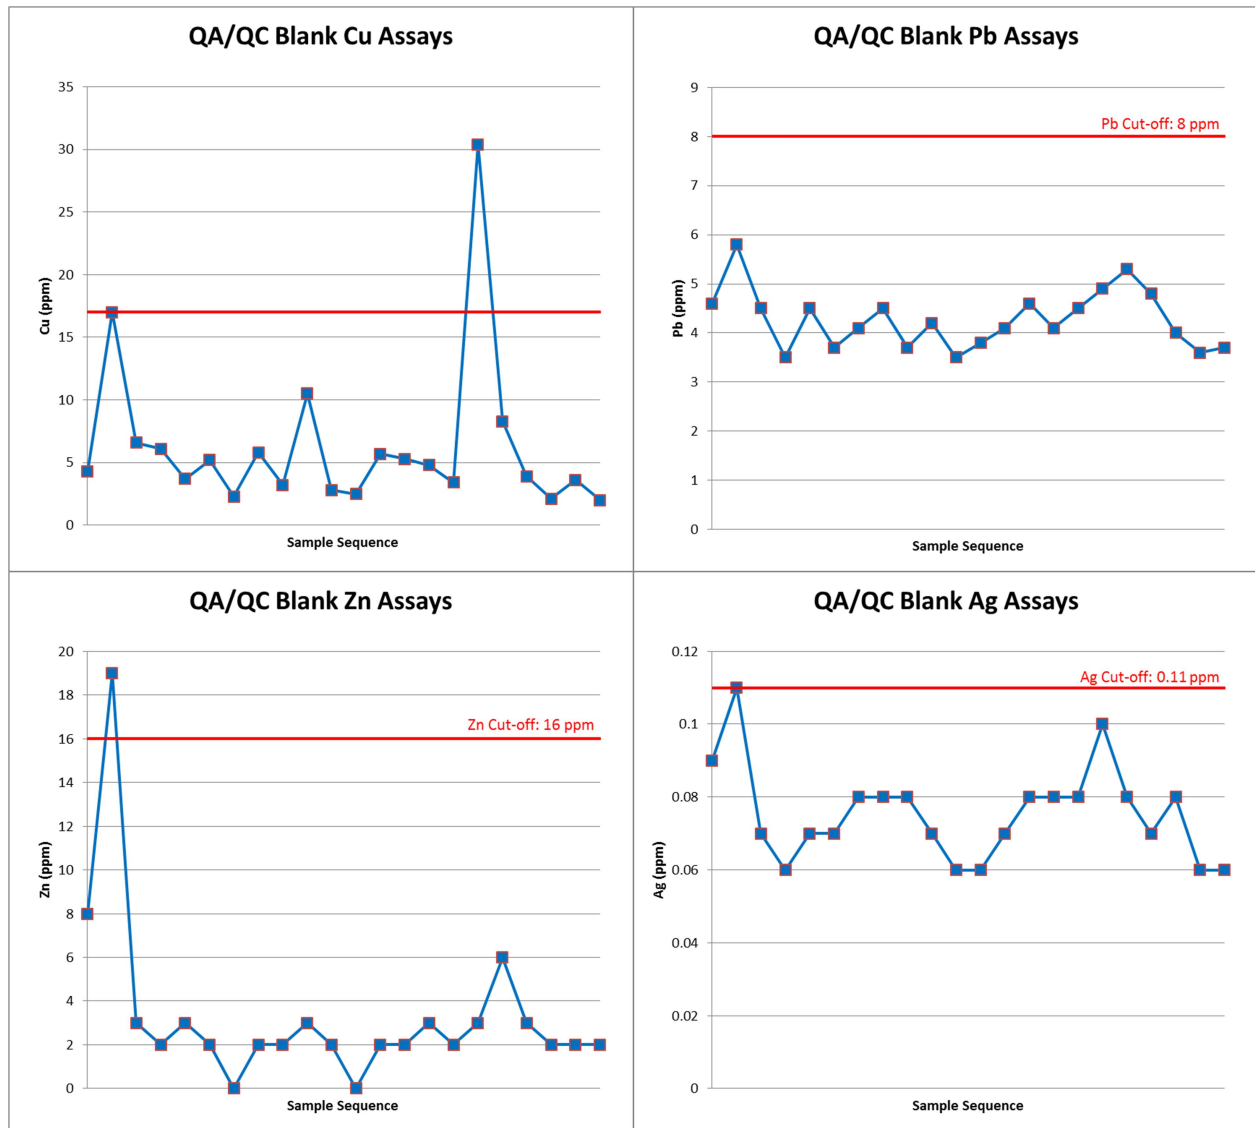 QA/QC Blank Cu Assays
35
30
25
20
15
10
5
0
Cu (ppm)
Sample Sequence
QA/QC Blank Pb Assays
9
8
7
6
5
4
3
2
1
0
Pb (ppm)
Pb Cut-off: 8 ppm
Sample Sequence
QA/QC Blank Zn Assays
20
18
16
14
12
10
8
6
4
2
0
Zn (ppm)
Zn Cut-off: 16 ppm
Sample Sequence
QA/QC Blank Ag Assays
0.12
0.1
0.08
0.06
0.04
0.02
0
Ag (ppm)
Ag Cut-off: 0.11 ppm
Sample Sequence